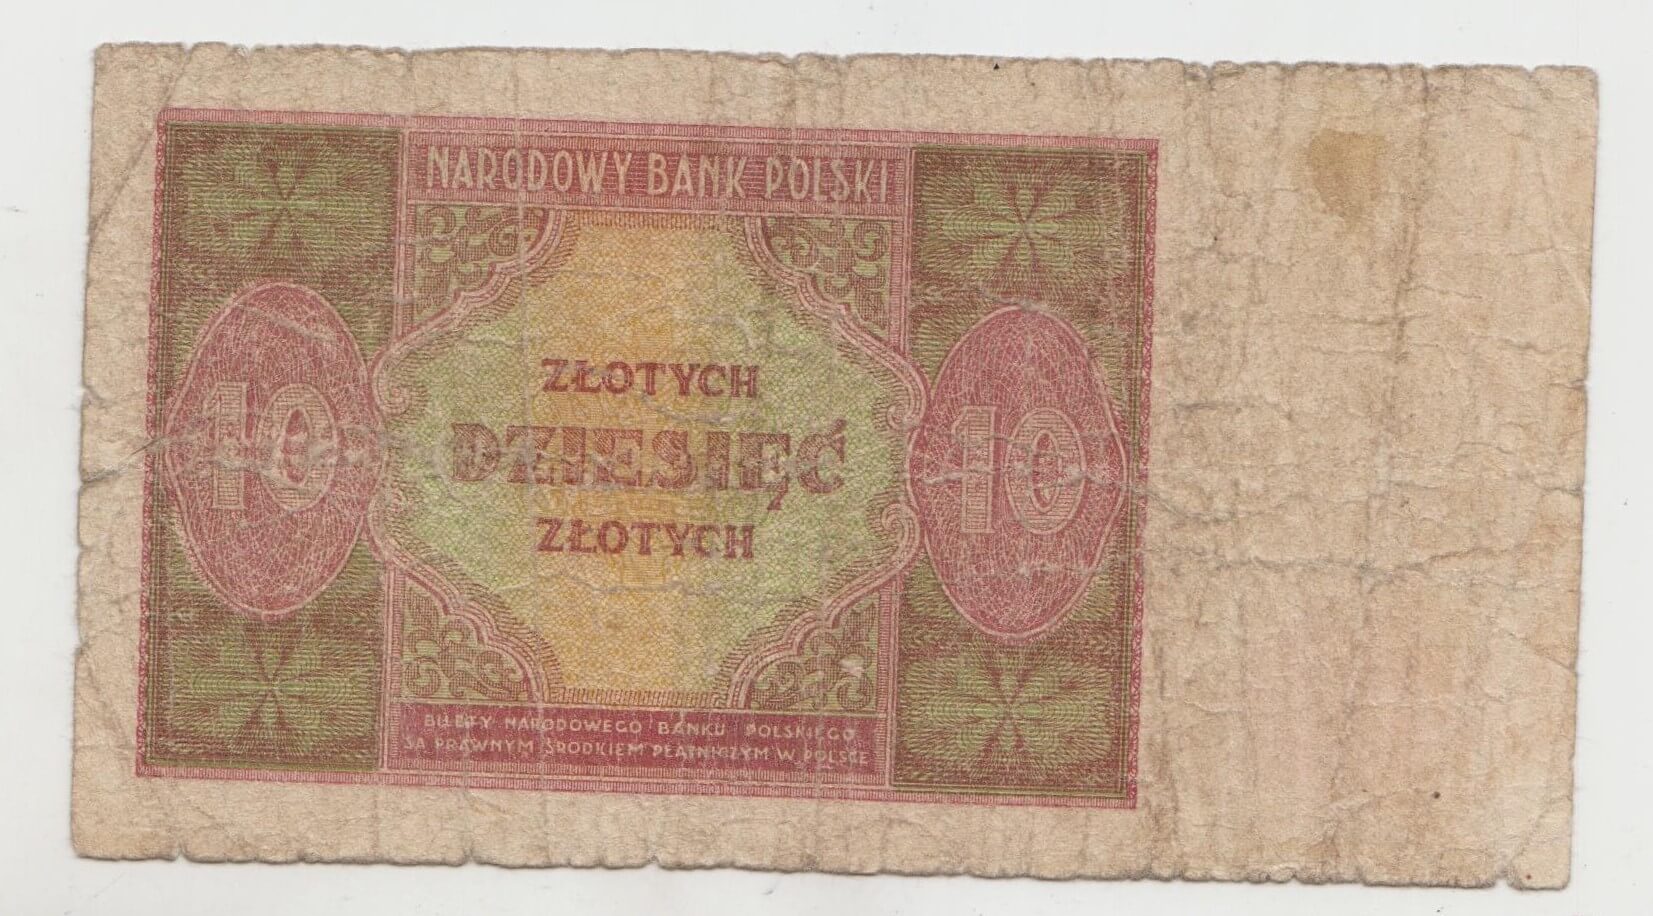 NARODOWY BANK POLSKI
ZŁOTYCH
10 DZIESIĘĆ 10
ZŁOTYCH
BILETY NARODOWEGO BANKU POLSKIEGO
SĄ PRAWNYM ŚRODKIEM PŁATNICZYM W POLSCE